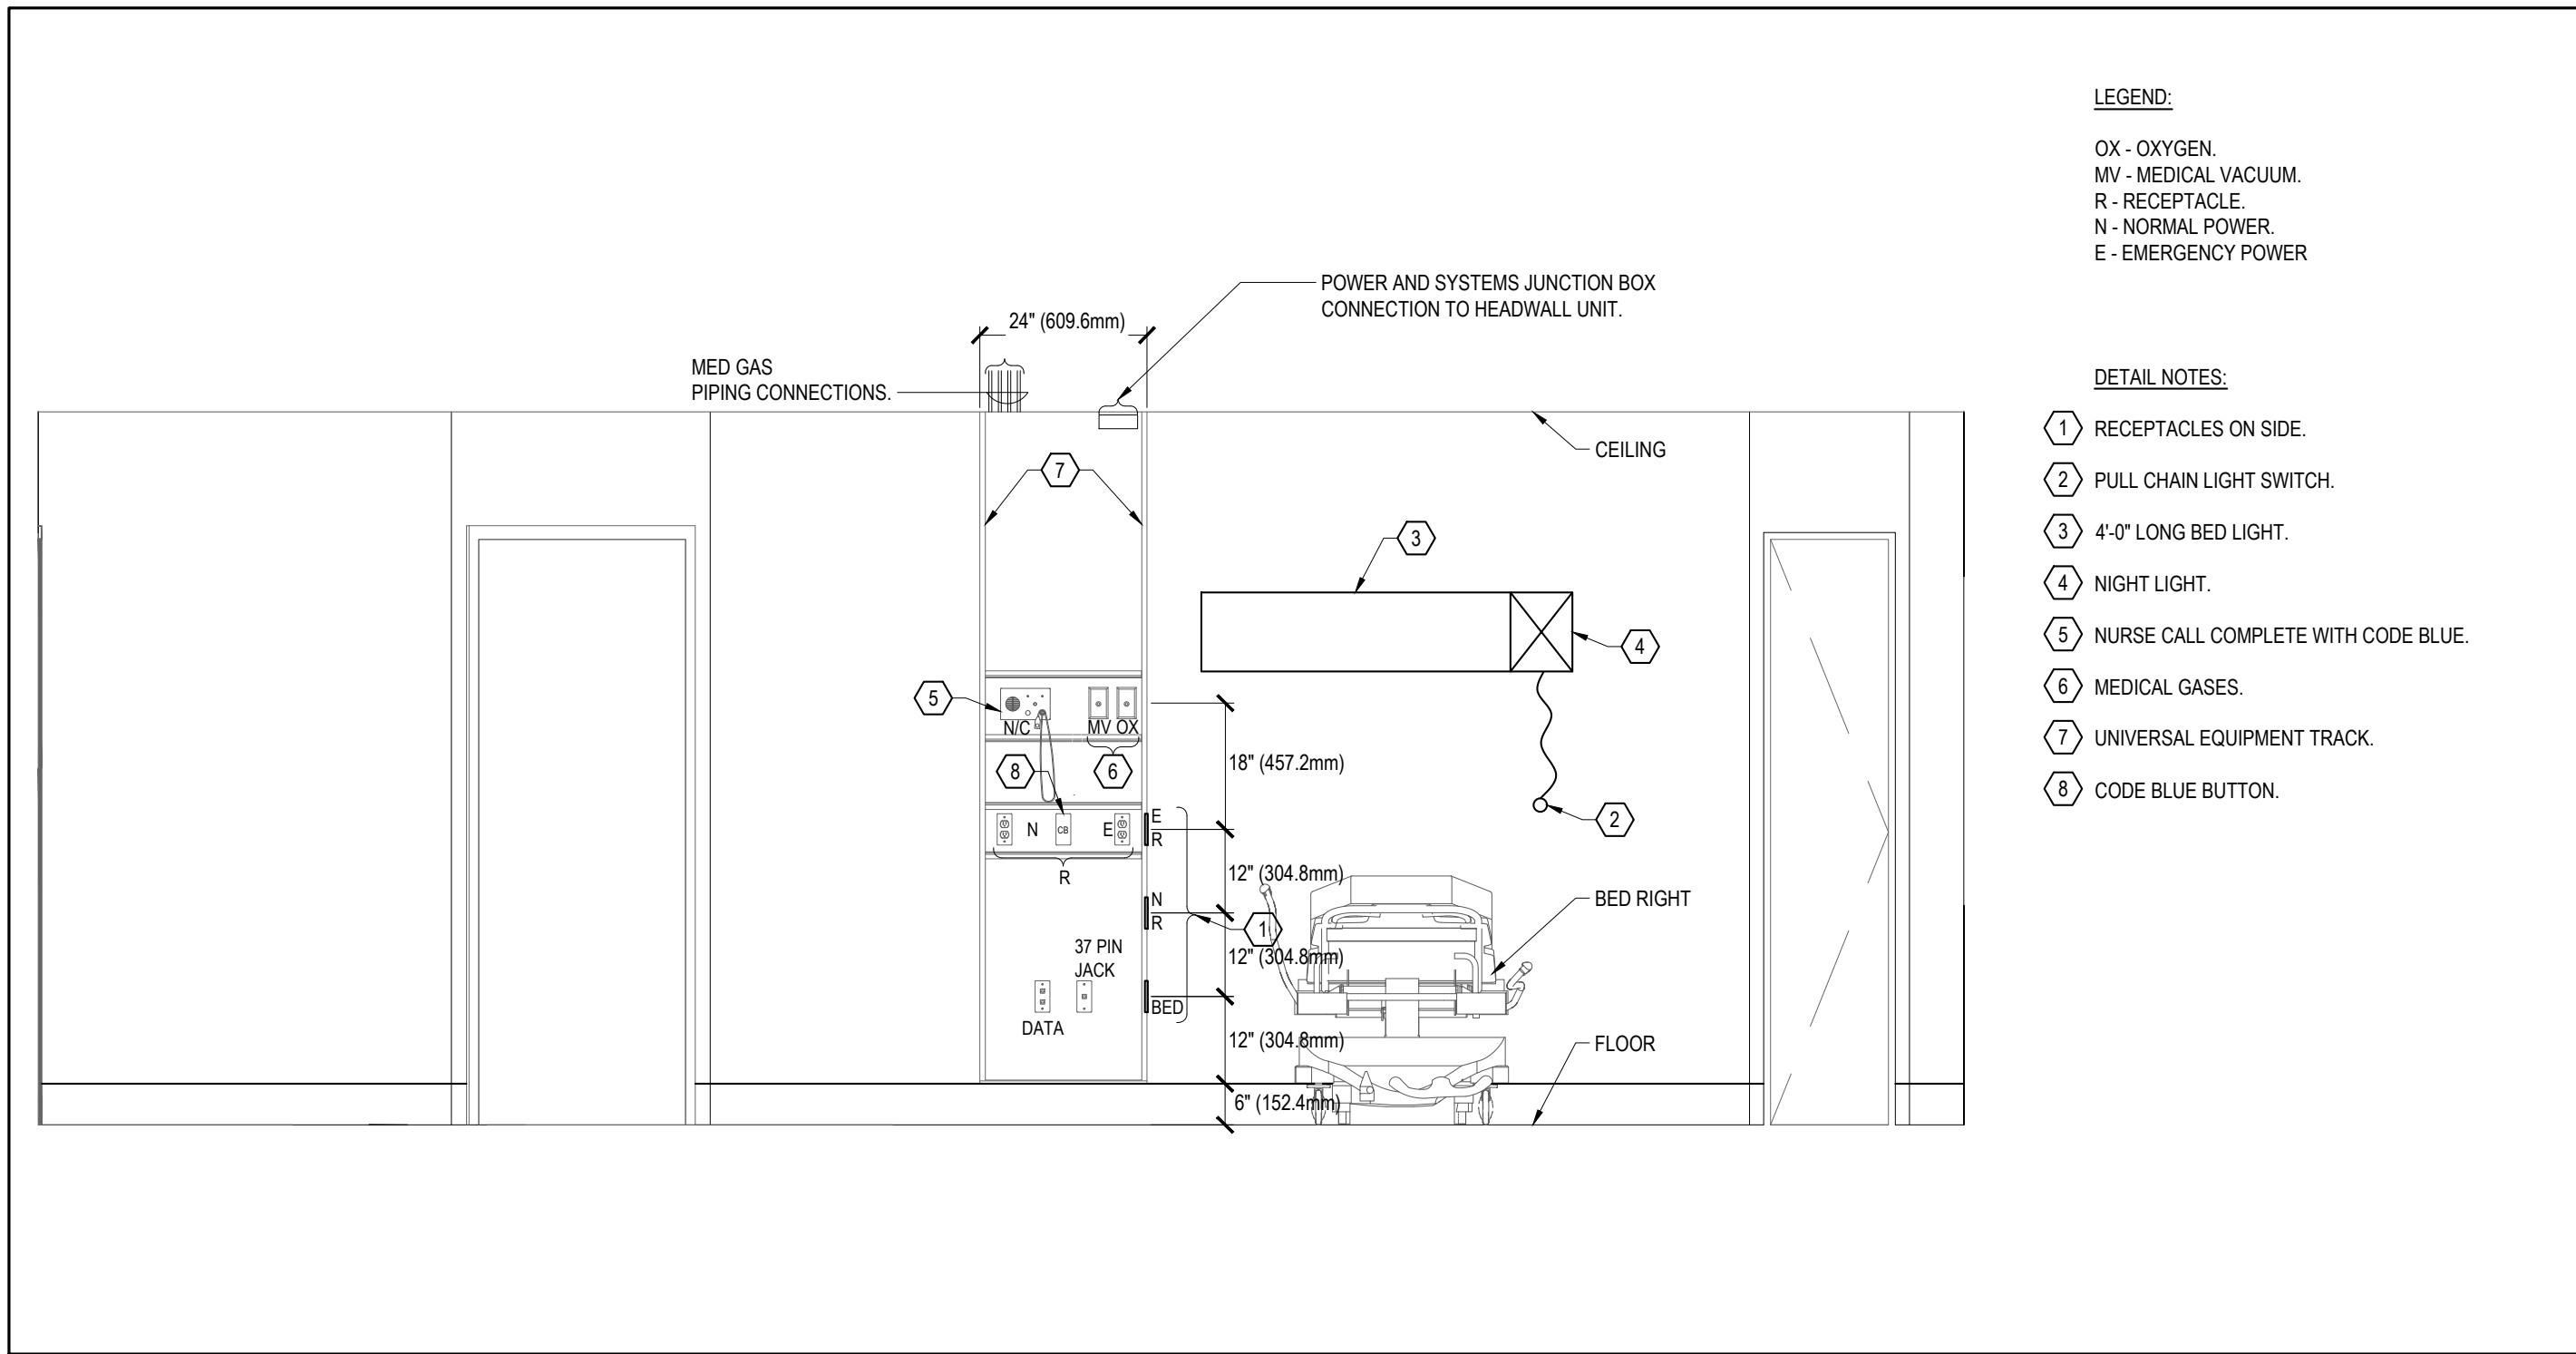 LEGEND:
OX - OXYGEN.
MV - MEDICAL VACUUM.
R - RECEPTACLE.
N - NORMAL POWER.
E - EMERGENCY POWER
POWER AND SYSTEMS JUNCTION BOX
CONNECTION TO HEADWALL UNIT.
24" (609.6mm)
MED GAS
PIPING CONNECTIONS.
CEILING
7
3
4
5
N/C
MV OX
8
6
18" (457.2mm)
2
N
CB
E
E
R
R
12" (304.8mm)
N
R
1
BED RIGHT
37 PIN
JACK
12" (304.8mm)
BED
DATA
12" (304.8mm)
FLOOR
6" (152.4mm)
DETAIL NOTES:
1 RECEPTACLES ON SIDE.
2 PULL CHAIN LIGHT SWITCH.
3 4'-0" LONG BED LIGHT.
4 NIGHT LIGHT.
5 NURSE CALL COMPLETE WITH CODE BLUE.
6 MEDICAL GASES.
7 UNIVERSAL EQUIPMENT TRACK.
8 CODE BLUE BUTTON.